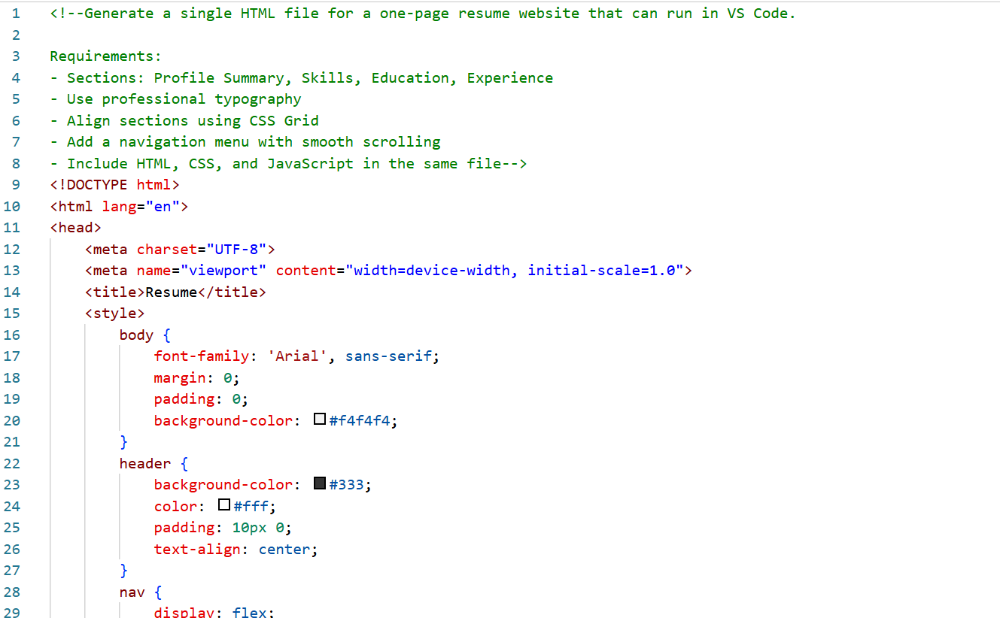 1 <!--Generate a single HTML file for a one-page resume website that can run in VS Code.
2
3 Requirements:
4 - Sections: Profile Summary, Skills, Education, Experience
5 - Use professional typography
6 - Align sections using CSS Grid
7 - Add a navigation menu with smooth scrolling
8 - Include HTML, CSS, and JavaScript in the same file-->
9 <!DOCTYPE html>
10 <html lang="en">
11 <head>
12 <meta charset="UTF-8">
13 <meta name="viewport" content="width=device-width, initial-scale=1.0">
14 <title>Resume</title>
15 <style>
16 body {
17 font-family: 'Arial', sans-serif;
18 margin: 0;
19 padding: 0;
20 background-color: #f4f4f4;
21 }
22 header {
23 background-color: #333;
24 color: #fff;
25 padding: 10px 0;
26 text-align: center;
27 }
28 nav {
29 display: flex;